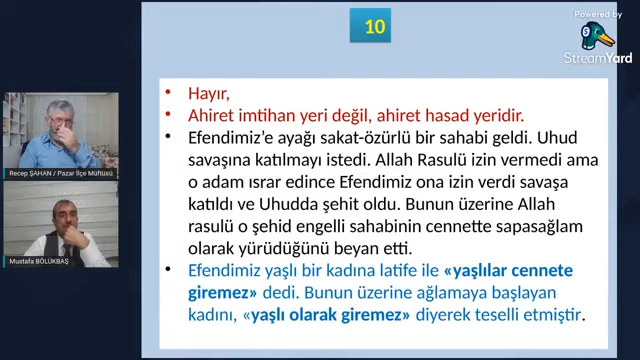 10
Powered by
StreamYard
• Hayır,
• Ahiret imtihan yeri değil, ahiret hasad yeridir.
• Efendimiz’e ayağı sakat-özürlü bir sahabi geldi. Uhud
savaşına katılmayı istedi. Allah Rasulü izin vermedi ama
o adam ısrar edince Efendimiz ona izin verdi savaşa
katıldı ve Uhudda şehit oldu. Bunun üzerine Allah
rasulü o şehid engelli sahabinin cennette sapasağlam
olarak yürüdüğünü beyan etti.
• Efendimiz yaşlı bir kadına latife ile «yaşlılar cennete
giremez» dedi. Bunun üzerine ağlamaya başlayan
kadını, «yaşlı olarak giremez» diyerek teselli etmiştir.
Recep ŞAHAN / Pazar İlçe Müftüsü
Mustafa BÖLÜKBAŞ